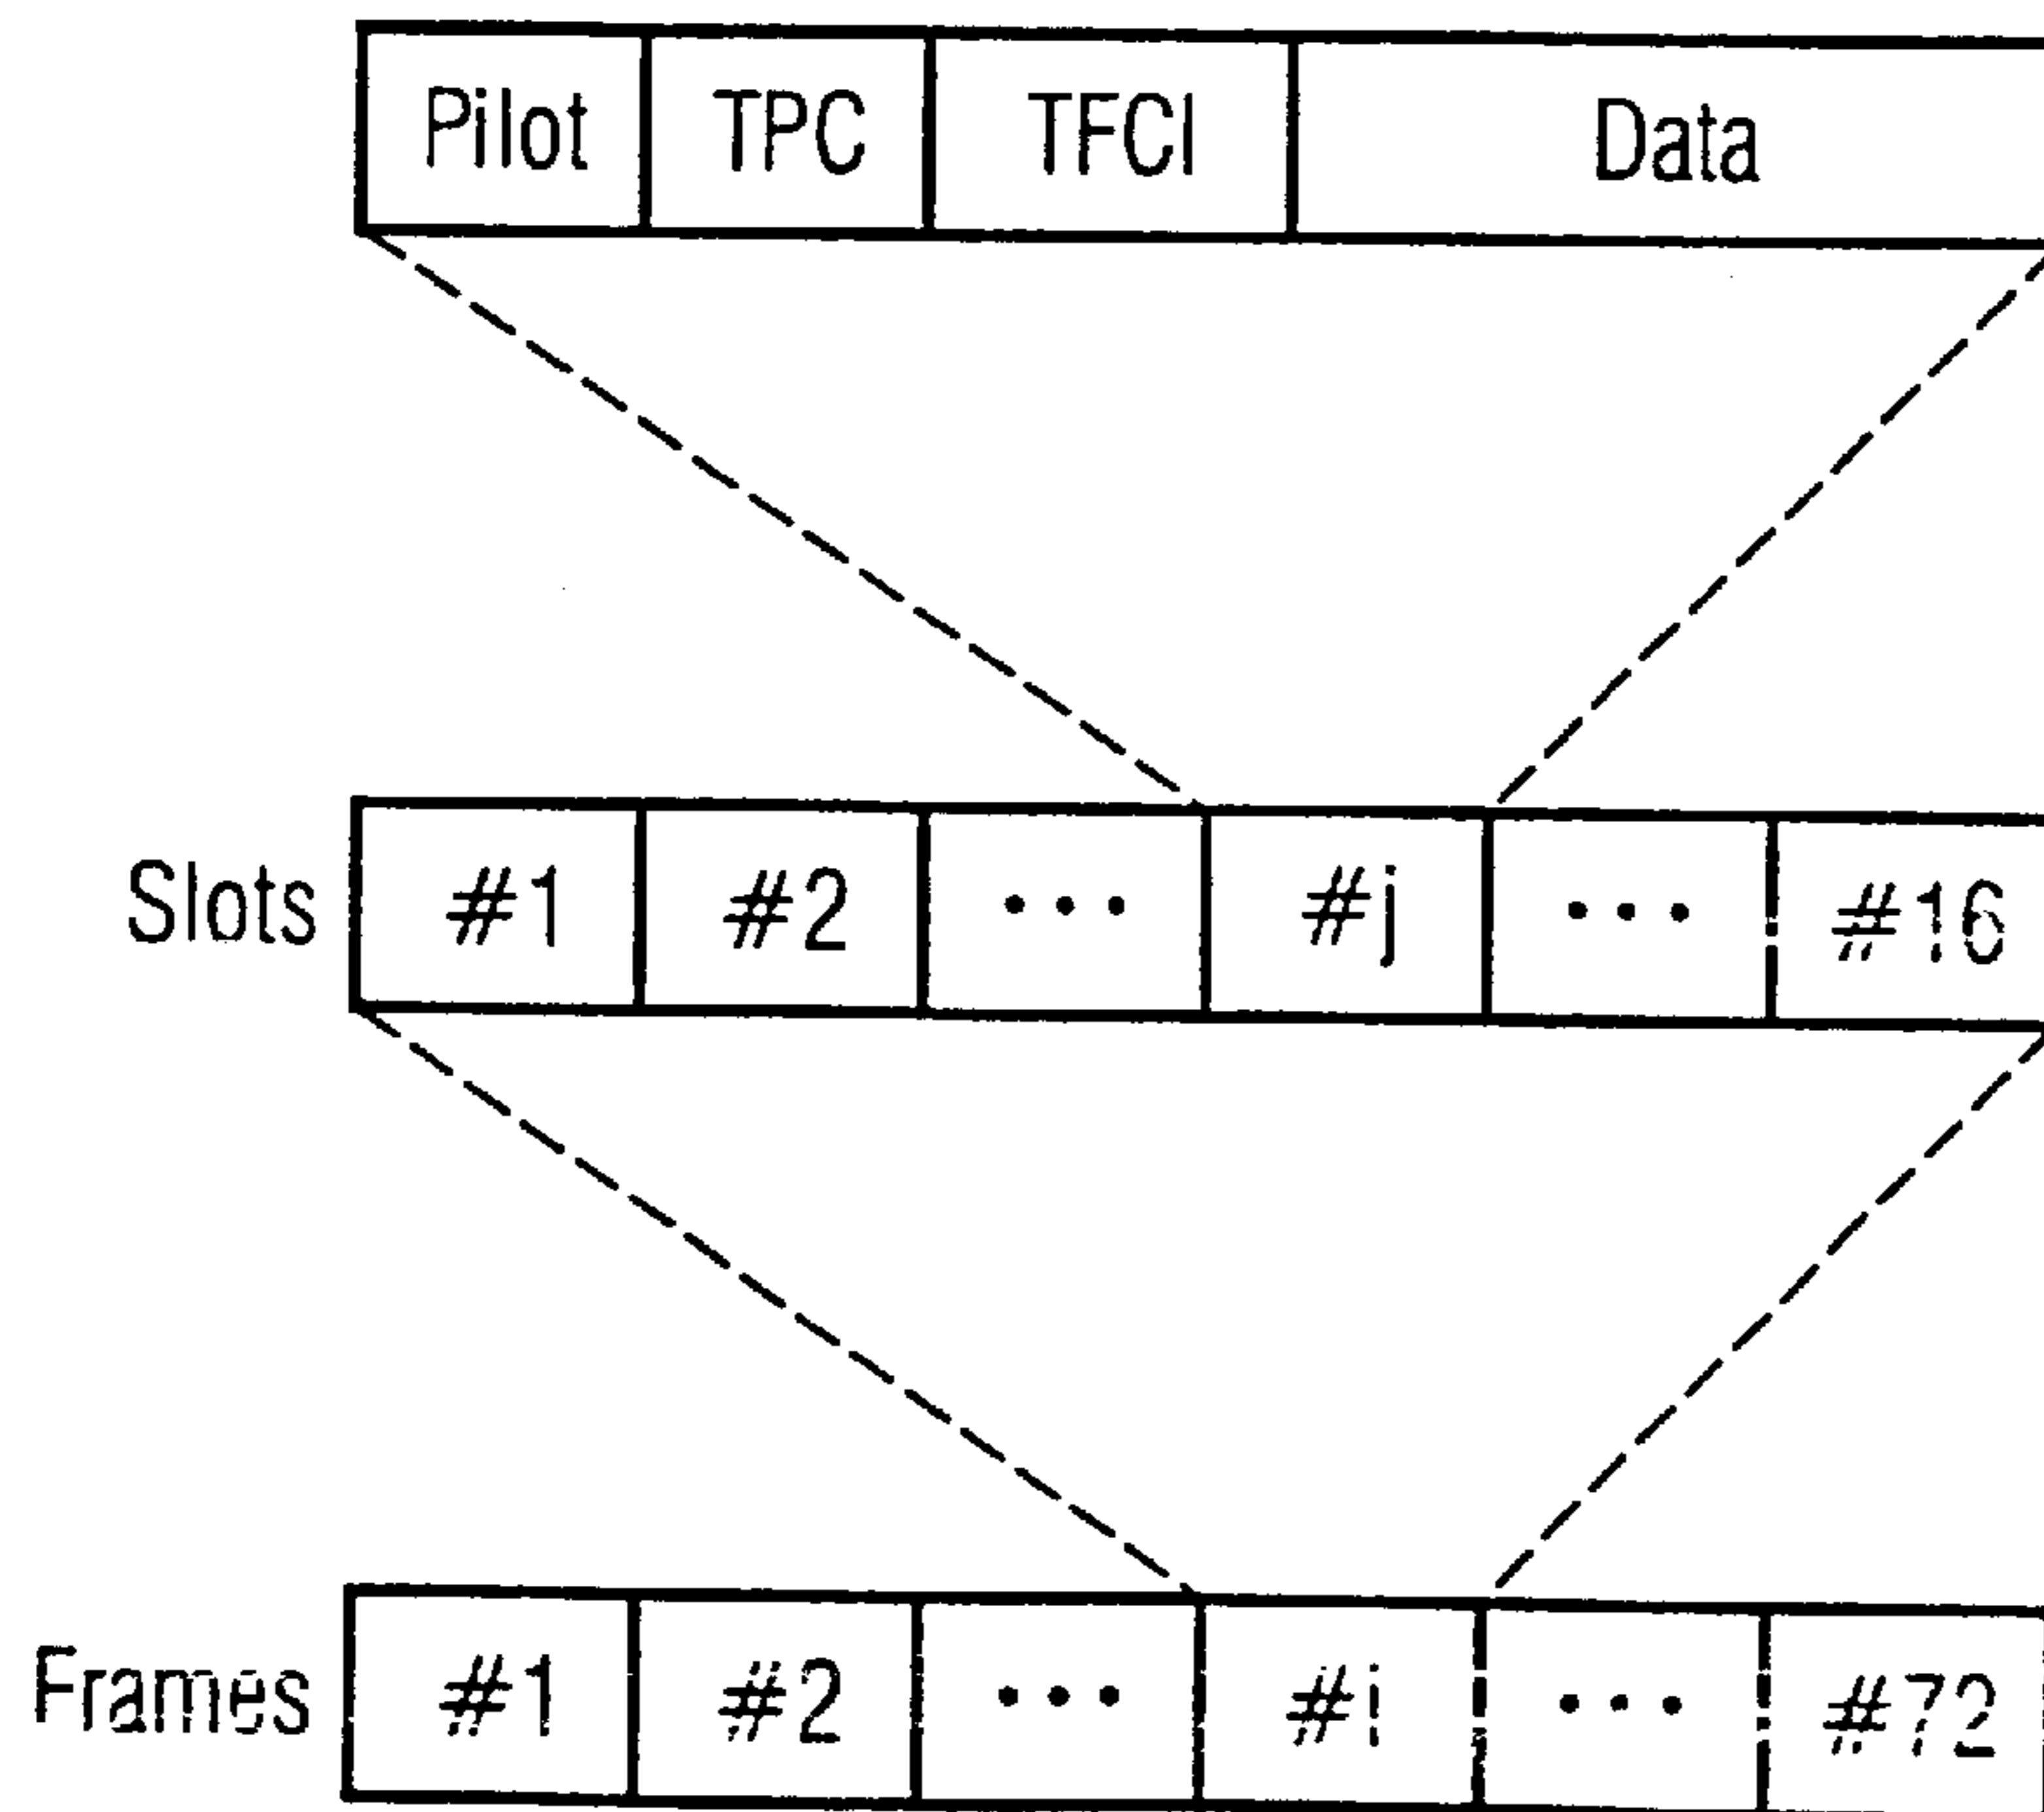 Pilot TPC TFCI Data
Slots #1 #2 ... #j ... #16
Frames #1 #2 ... #i ... #72